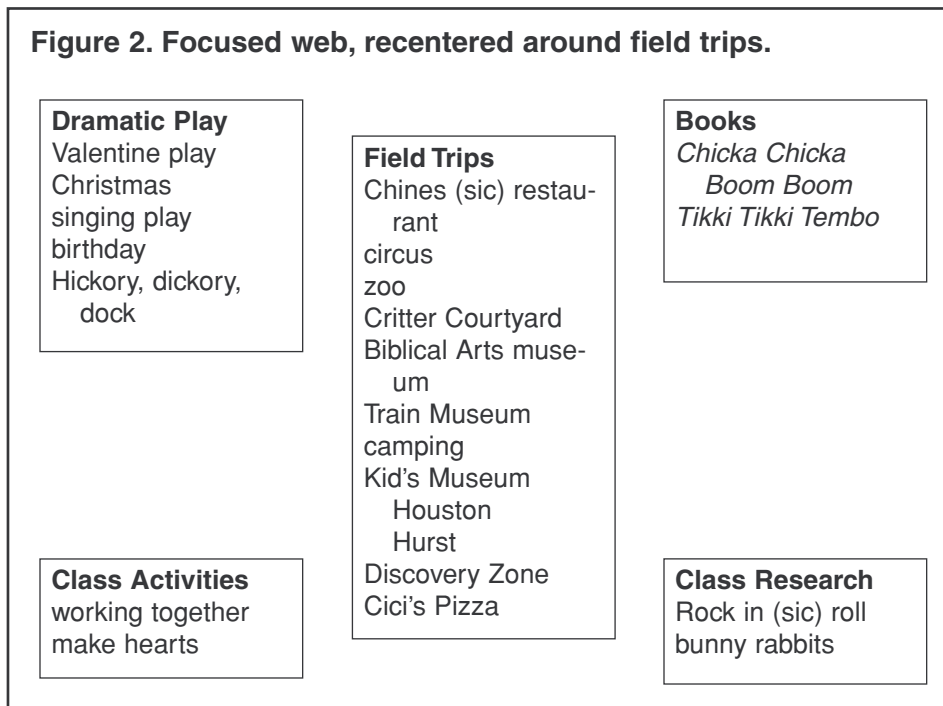 Figure 2. Focused web, recentered around field trips.
Dramatic Play
Valentine play
Christmas
singing play
birthday
Hickory, dickory,
dock
Field Trips
Chines (sic) restau-
rant
circus
zoo
Critter Courtyard
Biblical Arts muse-
um
Train Museum
camping
Kid's Museum
Houston
Hurst
Discovery Zone
Cici's Pizza
Books
Chicka Chicka
Boom Boom
Tikki Tikki Tembo
Class Activities
working together
make hearts
Class Research
Rock in (sic) roll
bunny rabbits